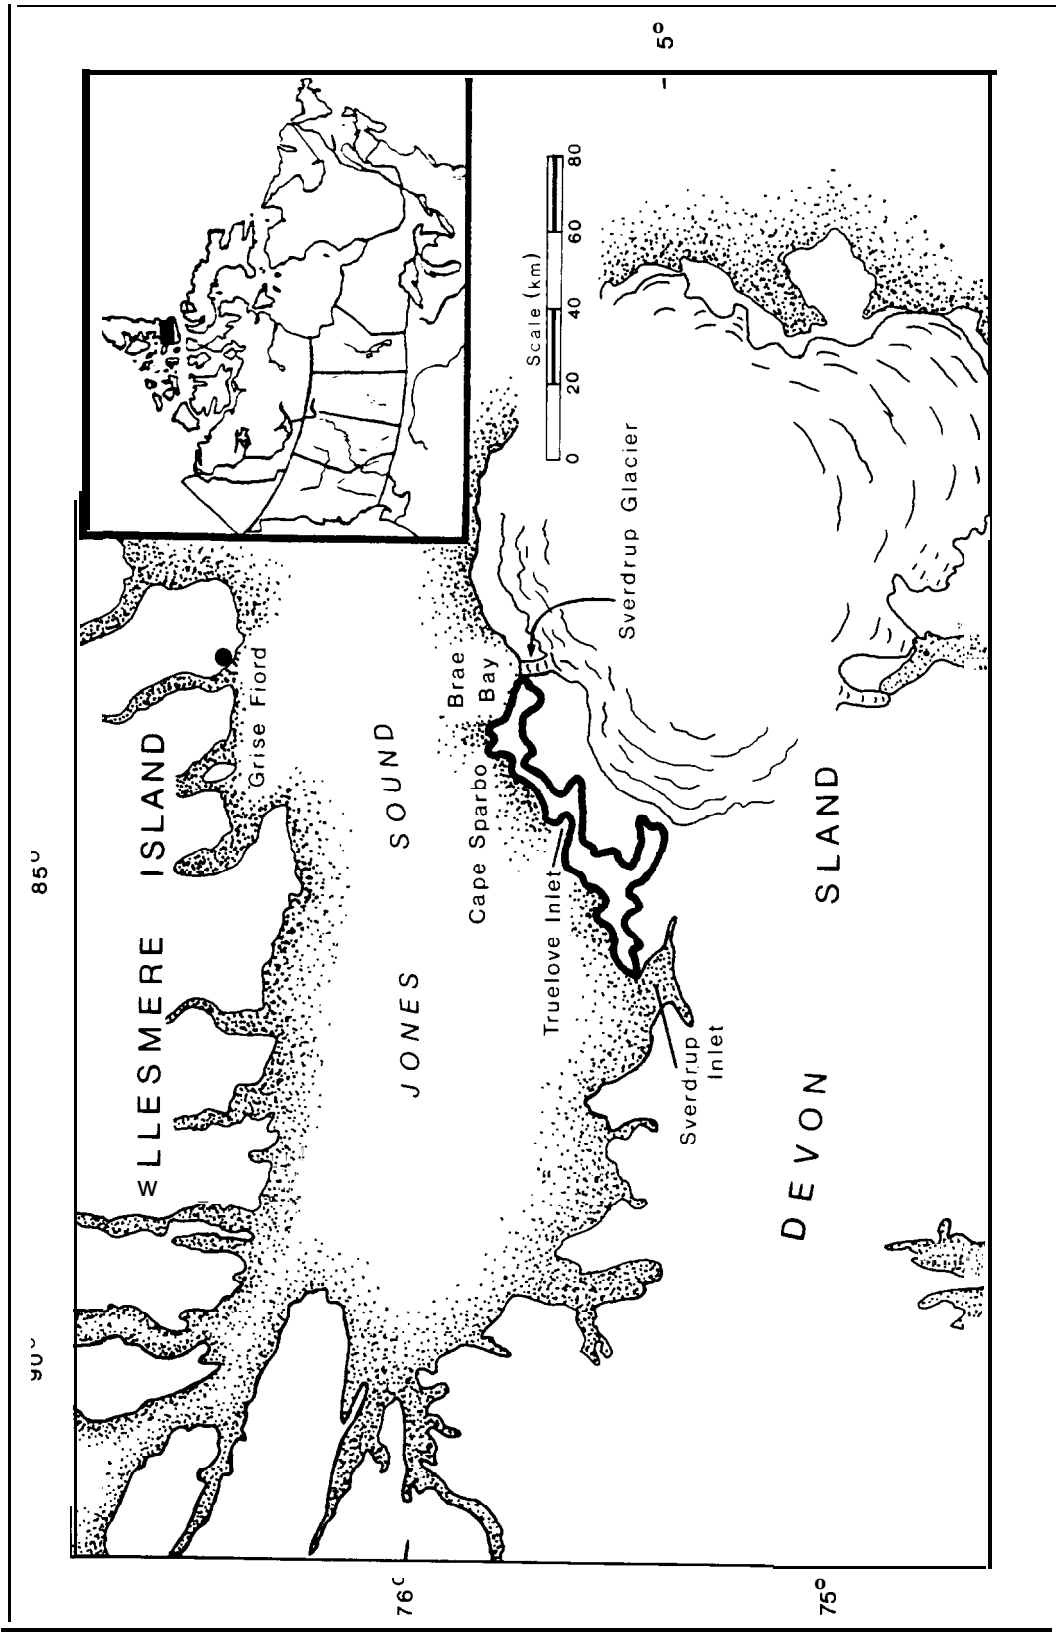 85°
90°
W LLESMERE ISLAND
Grise Fiord
JONES SOUND
Brae
Bay
Cape Sparbo
Truelove Inlet
Sverdrup
Inlet
Sverdrup Glacier
Scale (km)
0 20 40 60 80
DEVON SLAND
76°
75°
5°